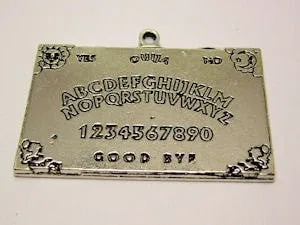 YES OUIJA NO
ABCDEFGHIJKLM
NOPQRSTUVWXYZ
1234567890
GOOD BYE